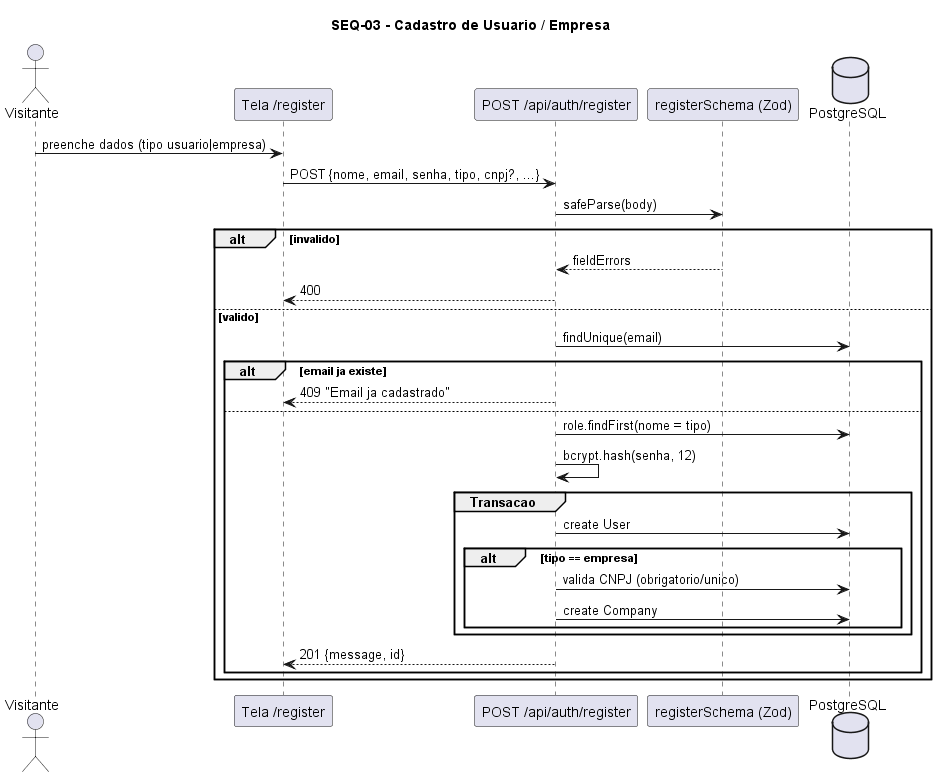 SEQ-03 - Cadastro de Usuario / Empresa
Visitante
Tela /register
POST /api/auth/register
registerSchema (Zod)
PostgreSQL
preenche dados (tipo usuario|empresa)
POST {nome, email, senha, tipo, cnpj?, ...}
safeParse(body)
alt [invalido]
fieldErrors
400
[valido]
findUnique(email)
alt [email ja existe]
409 "Email ja cadastrado"
role.findFirst(nome = tipo)
bcrypt.hash(senha, 12)
Transacao
create User
alt [tipo == empresa]
valida CNPJ (obrigatorio/unico)
create Company
201 {message, id}
Visitante
Tela /register
POST /api/auth/register
registerSchema (Zod)
PostgreSQL